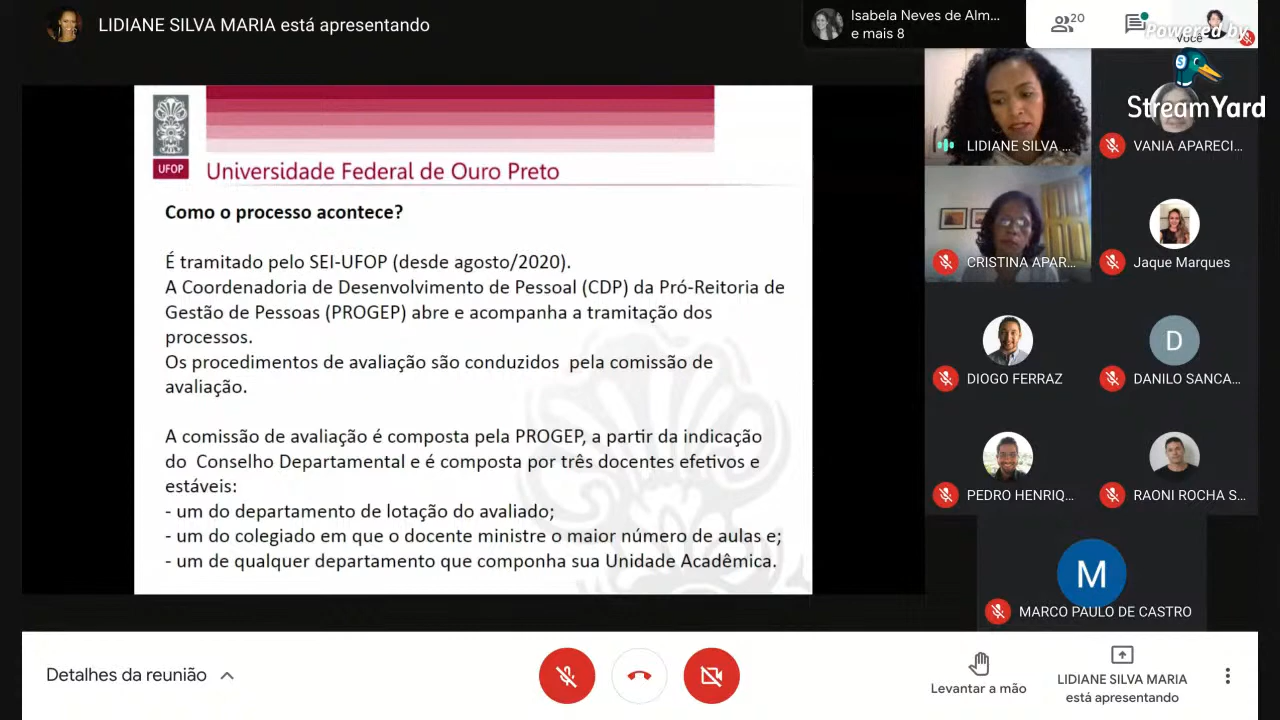 LIDIANE SILVA MARIA está apresentando
Isabela Neves de Alm...
e mais 8
20
Você
Powered by
StreamYard
UFOP
Universidade Federal de Ouro Preto
Como o processo acontece?
É tramitado pelo SEI-UFOP (desde agosto/2020).
A Coordenadoria de Desenvolvimento de Pessoal (CDP) da Pró-Reitoria de
Gestão de Pessoas (PROGEP) abre e acompanha a tramitação dos
processos.
Os procedimentos de avaliação são conduzidos  pela comissão de
avaliação.
A comissão de avaliação é composta pela PROGEP, a partir da indicação
do  Conselho Departamental e é composta por três docentes efetivos e
estáveis:
- um do departamento de lotação do avaliado;
- um do colegiado em que o docente ministre o maior número de aulas e;
- um de qualquer departamento que componha sua Unidade Acadêmica.
LIDIANE SILVA ...
VANIA APARECI...
CRISTINA APAR...
Jaque Marques
DIOGO FERRAZ
D
DANILO SANCA...
PEDRO HENRIQ...
RAONI ROCHA S...
M
MARCO PAULO DE CASTRO
Detalhes da reunião
Levantar a mão
LIDIANE SILVA MARIA
está apresentando